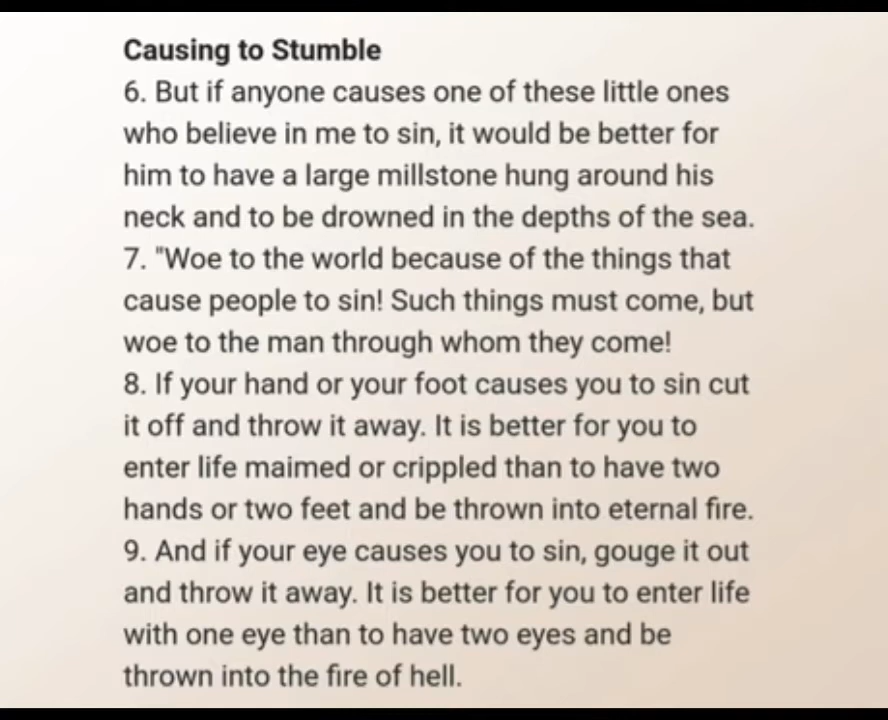 Causing to Stumble
6. But if anyone causes one of these little ones
who believe in me to sin, it would be better for
him to have a large millstone hung around his
neck and to be drowned in the depths of the sea.
7. "Woe to the world because of the things that
cause people to sin! Such things must come, but
woe to the man through whom they come!
8. If your hand or your foot causes you to sin cut
it off and throw it away. It is better for you to
enter life maimed or crippled than to have two
hands or two feet and be thrown into eternal fire.
9. And if your eye causes you to sin, gouge it out
and throw it away. It is better for you to enter life
with one eye than to have two eyes and be
thrown into the fire of hell.